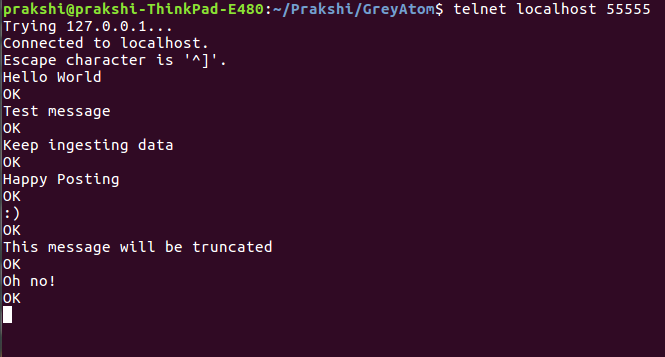 prakshi@prakshi-ThinkPad-E480:~/Prakshi/GreyAtom$ telnet localhost 55555
Trying 127.0.0.1...
Connected to localhost.
Escape character is '^]'.
Hello World
OK
Test message
OK
Keep ingesting data
OK
Happy Posting
OK
:)
OK
This message will be truncated
OK
Oh no!
OK